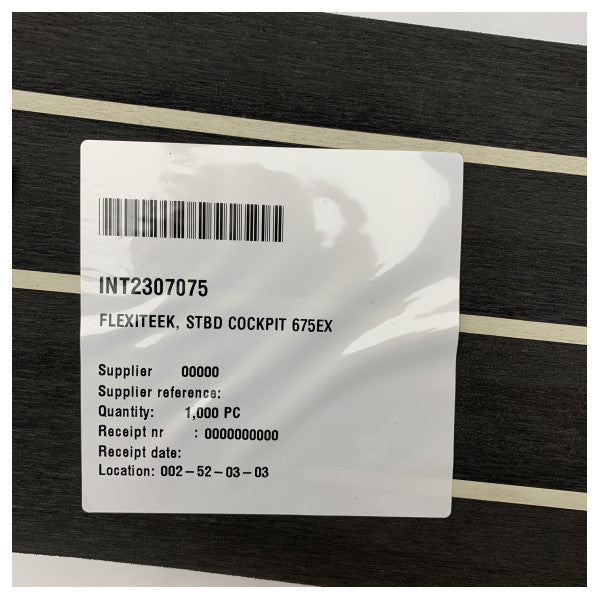 INT2307075
FLEXITEEK, STBD COCKPIT 675EX
Supplier 00000
Supplier reference:
Quantity: 1,000 PC
Receipt nr : 0000000000
Receipt date:
Location: 002-52-03-03